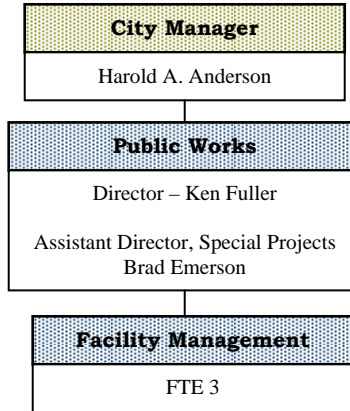 City Manager
Harold A. Anderson
Public Works
Director – Ken Fuller
Assistant Director, Special Projects
Brad Emerson
Facility Management
FTE 3